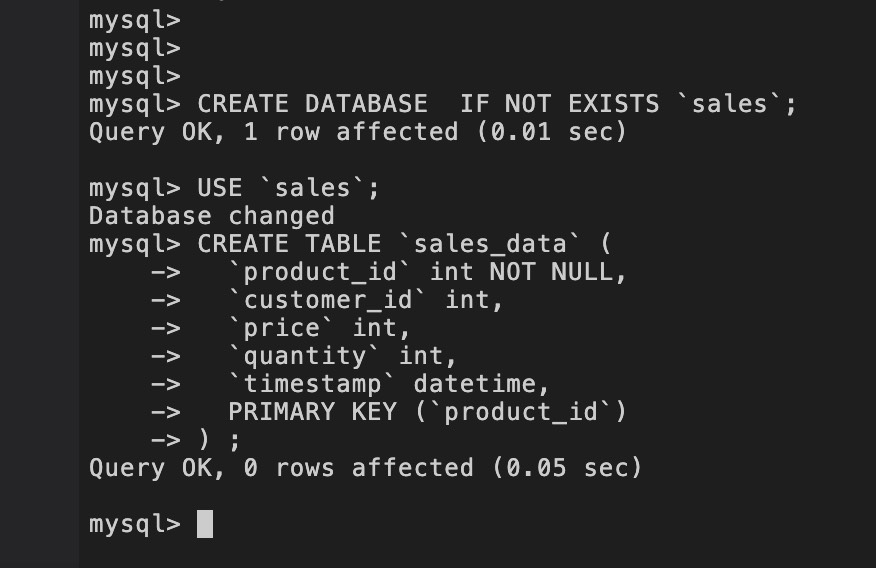 mysql>
mysql>
mysql>
mysql> CREATE DATABASE  IF NOT EXISTS `sales`;
Query OK, 1 row affected (0.01 sec)

mysql> USE `sales`;
Database changed
mysql> CREATE TABLE `sales_data` (
    ->   `product_id` int NOT NULL,
    ->   `customer_id` int,
    ->   `price` int,
    ->   `quantity` int,
    ->   `timestamp` datetime,
    ->   PRIMARY KEY (`product_id`)
    -> ) ;
Query OK, 0 rows affected (0.05 sec)

mysql>